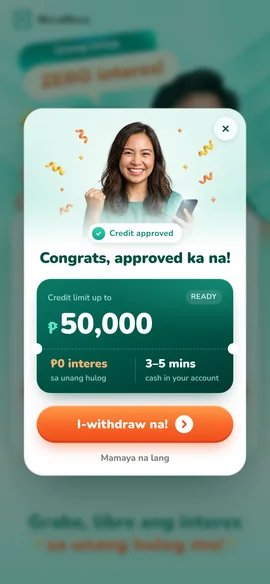 ZERO interes!
Credit approved
Congrats, approved ka na!
Credit limit up to
READY
₱50,000
₱0 interes
sa unang hulog
3–5 mins
cash in your account
I-withdraw na!
Mamaya na lang
Grabe, libre ang interes
sa unang hulog mo!